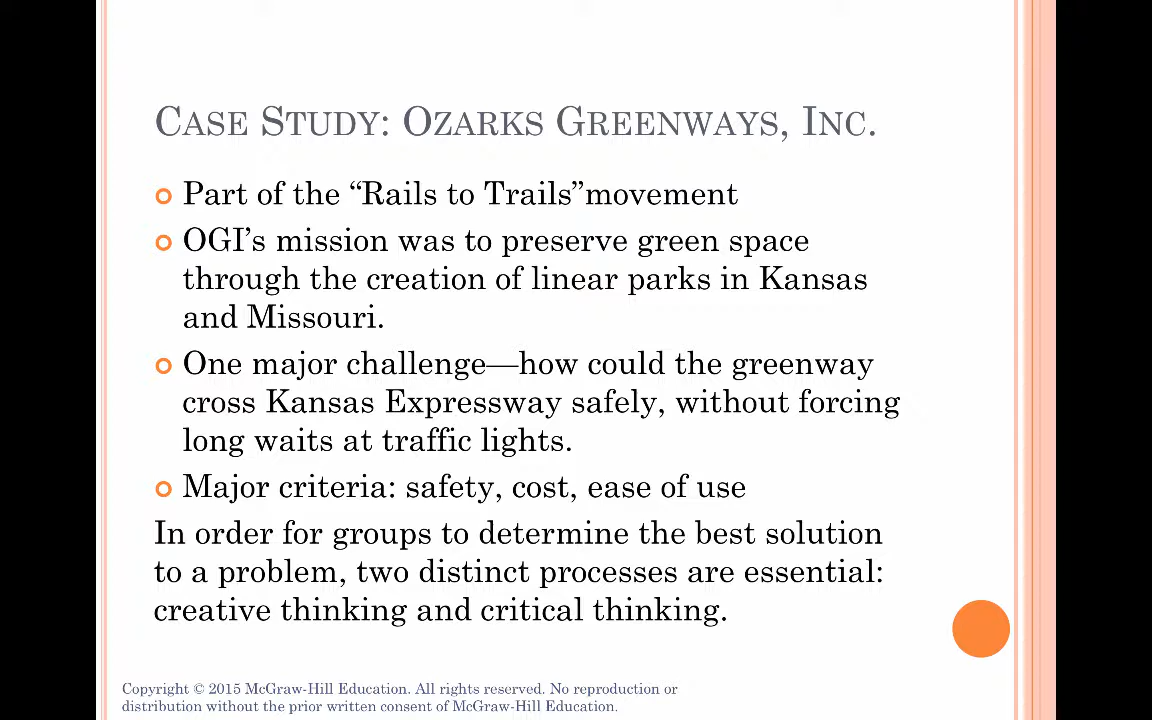 CASE STUDY: OZARKS GREENWAYS, INC.
Part of the “Rails to Trails”movement
OGI’s mission was to preserve green space
through the creation of linear parks in Kansas
and Missouri.
One major challenge—how could the greenway
cross Kansas Expressway safely, without forcing
long waits at traffic lights.
Major criteria: safety, cost, ease of use
In order for groups to determine the best solution
to a problem, two distinct processes are essential:
creative thinking and critical thinking.
Copyright © 2015 McGraw-Hill Education. All rights reserved. No reproduction or
distribution without the prior written consent of McGraw-Hill Education.